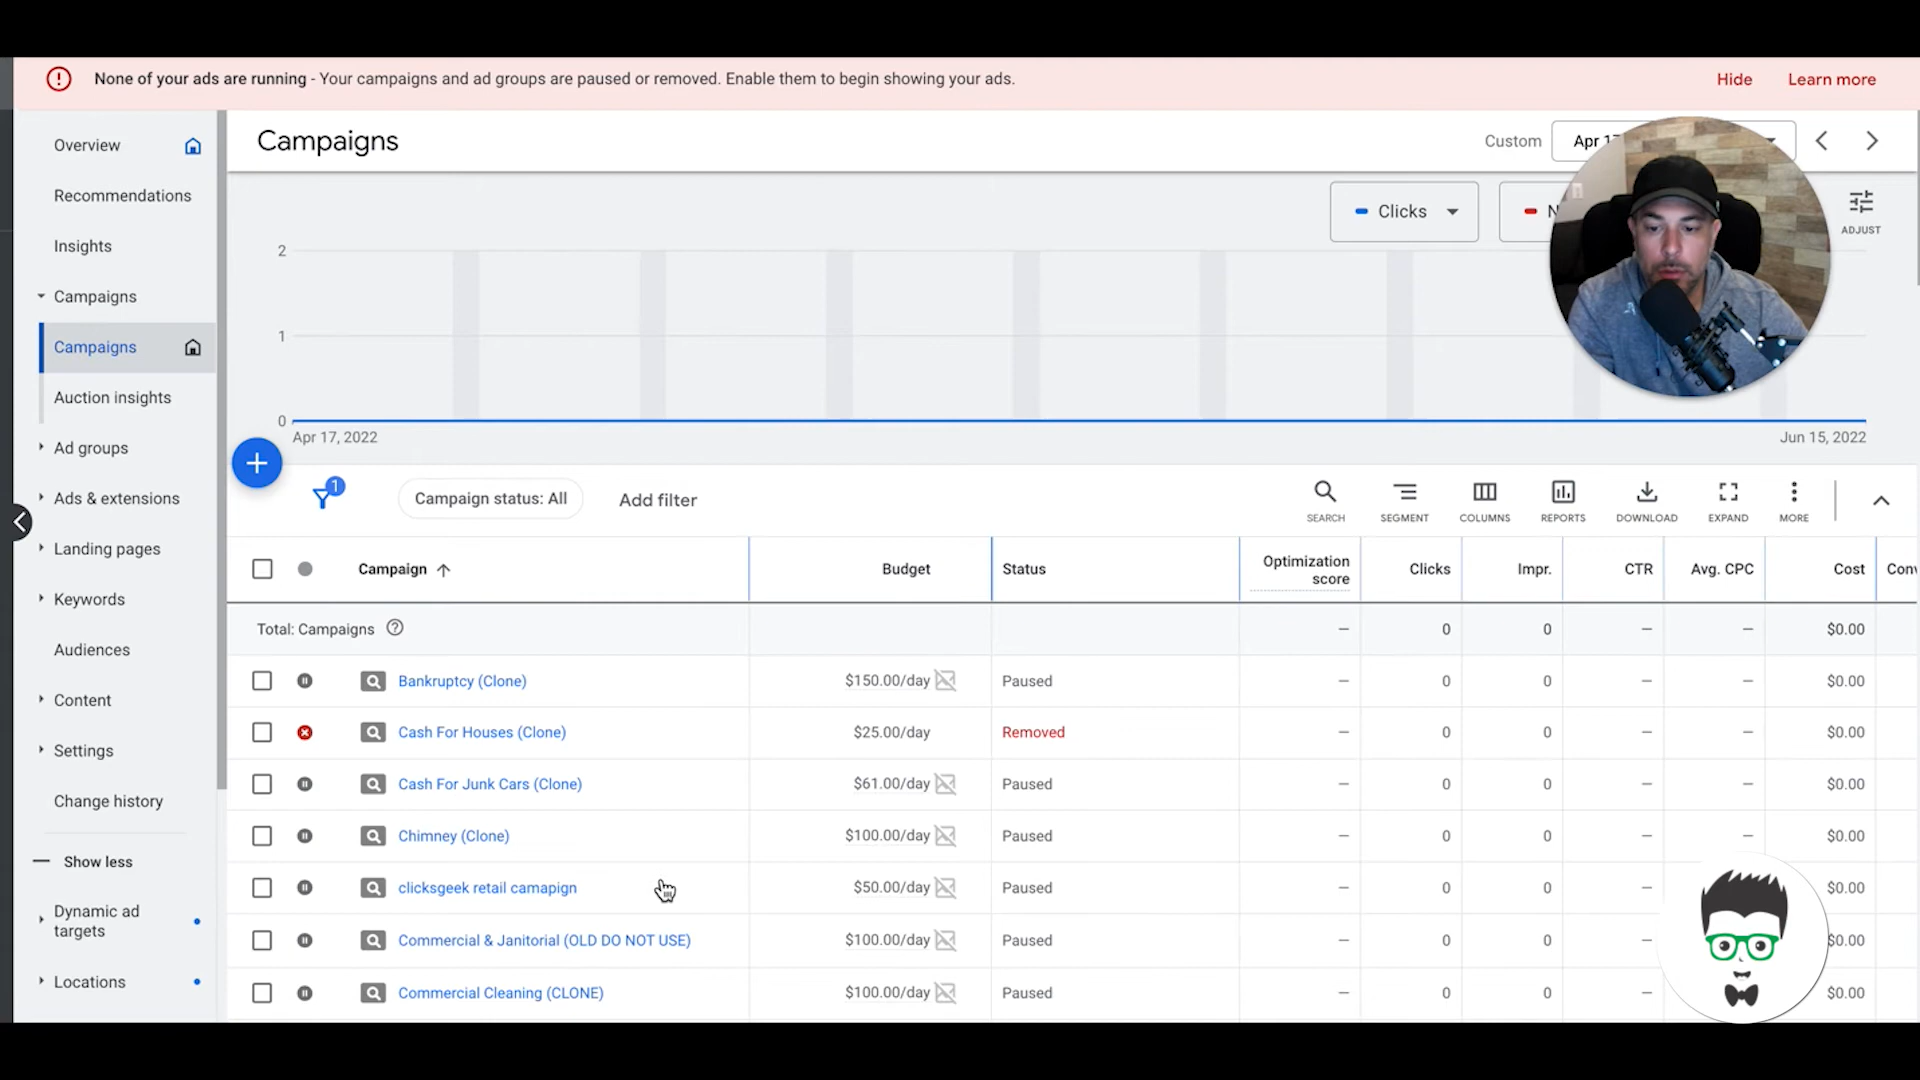 None of your ads are running - Your campaigns and ad groups are paused or removed. Enable them to begin showing your ads.
Hide
Learn more
Overview
Recommendations
Insights
Campaigns
Campaigns
Auction insights
Ad groups
Ads & extensions
Landing pages
Keywords
Audiences
Content
Settings
Change history
Show less
Dynamic ad
targets
Locations
Campaigns
Custom
Apr
Clicks
ADJUST
2
1
0
Apr 17, 2022
Jun 15, 2022
1
Campaign status: All
Add filter
SEARCH
SEGMENT
COLUMNS
REPORTS
DOWNLOAD
EXPAND
MORE
Campaign Budget Status Optimization score Clicks Impr. CTR Avg. CPC Cost
Total: Campaigns — 0 0 — — $0.00
Bankruptcy (Clone) $150.00/day Paused — 0 0 — — $0.00
Cash For Houses (Clone) $25.00/day Removed — 0 0 — — $0.00
Cash For Junk Cars (Clone) $61.00/day Paused — 0 0 — — $0.00
Chimney (Clone) $100.00/day Paused — 0 0 — — $0.00
clicksgeek retail camapign $50.00/day Paused — 0 0 — $0.00
Commercial & Janitorial (OLD DO NOT USE) $100.00/day Paused — 0 0 — $0.00
Commercial Cleaning (CLONE) $100.00/day Paused — 0 0 — $0.00